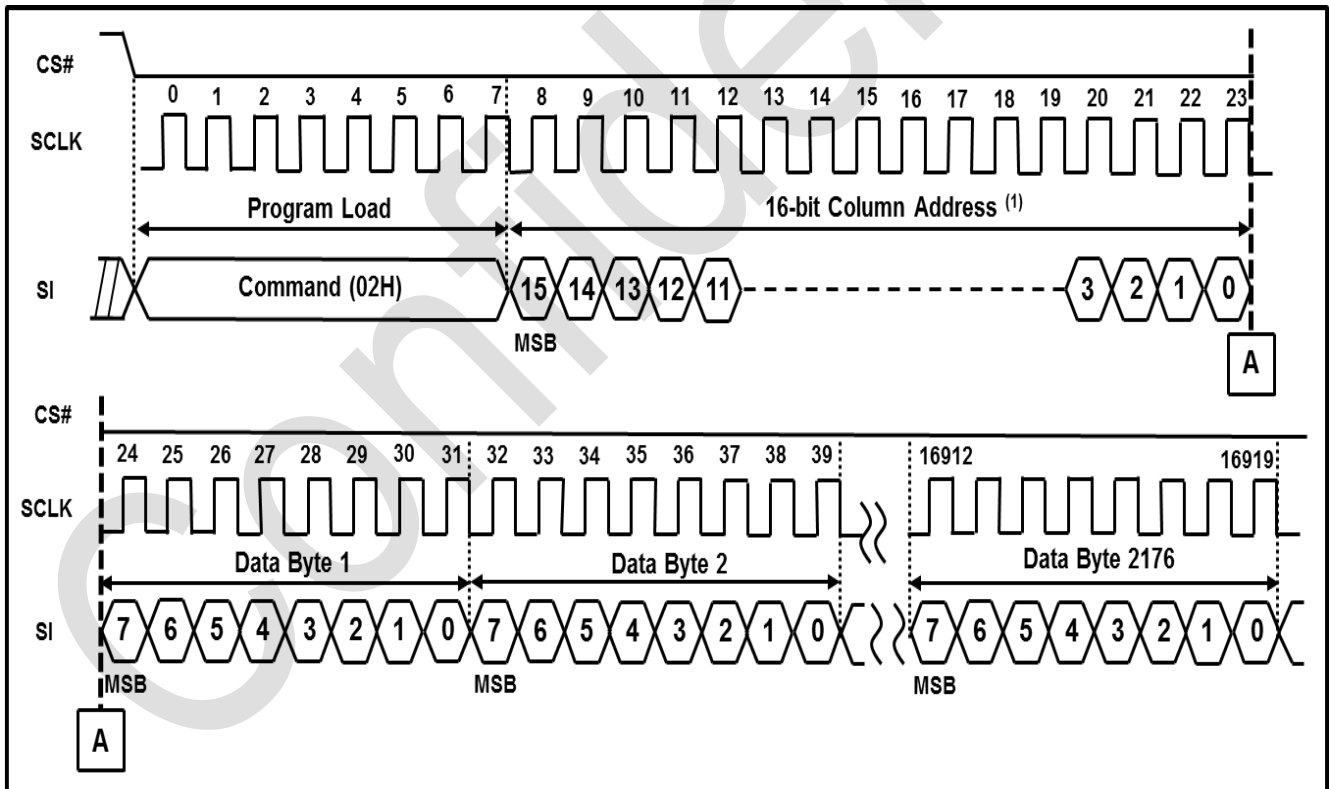 CS#
0 1 2 3 4 5 6 7 8 9 10 11 12 13 14 15 16 17 18 19 20 21 22 23
SCLK
Program Load 16-bit Column Address (1)
SI Command (02H) 15 14 13 12 11 3 2 1 0
MSB
A
CS#
24 25 26 27 28 29 30 31 32 33 34 35 36 37 38 39 16912 16919
SCLK
Data Byte 1 Data Byte 2 Data Byte 2176
SI 7 6 5 4 3 2 1 0 7 6 5 4 3 2 1 0 7 6 5 4 3 2 1 0
MSB MSB MSB
A